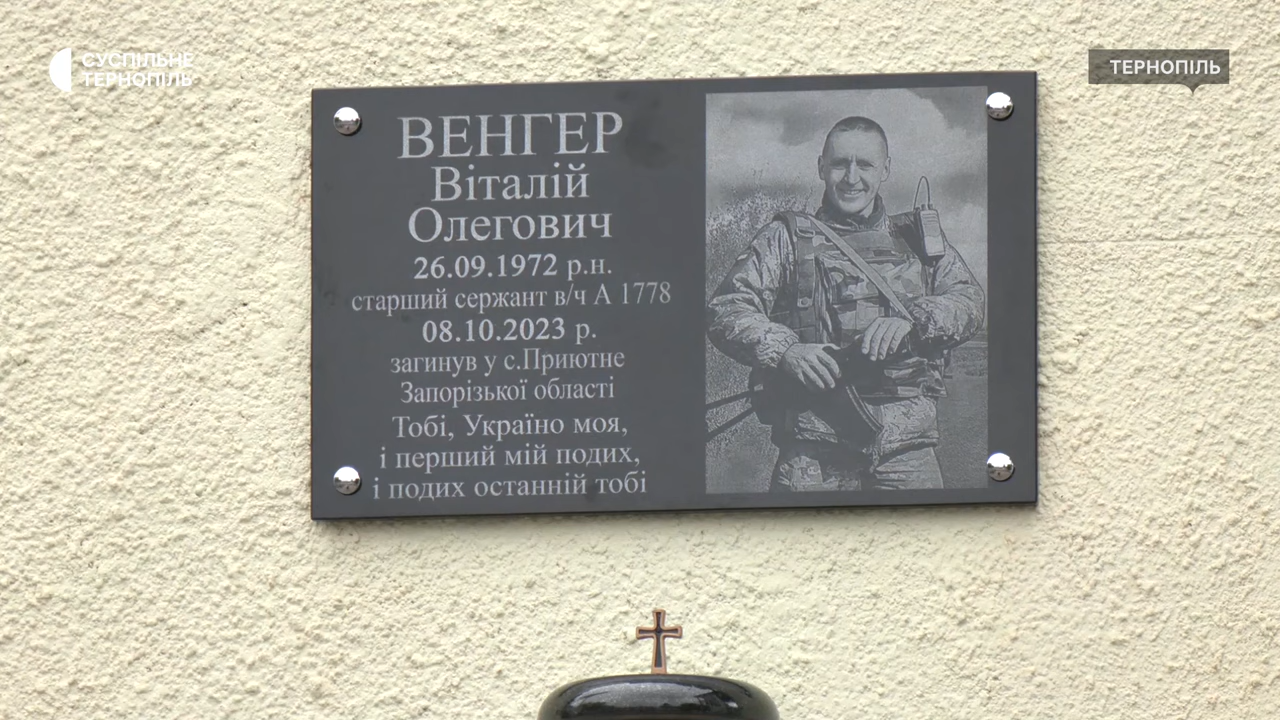 СУСПІЛЬНЕ
ТЕРНОПІЛЬ
ТЕРНОПІЛЬ
ВЕНГЕР
Віталій
Олегович
26.09.1972 р.н.
старший сержант в/ч А 1778
08.10.2023 р.
загинув у с.Приютне
Запорізької області
Тобі, Україно моя,
і перший мій подих,
і подих останній тобі